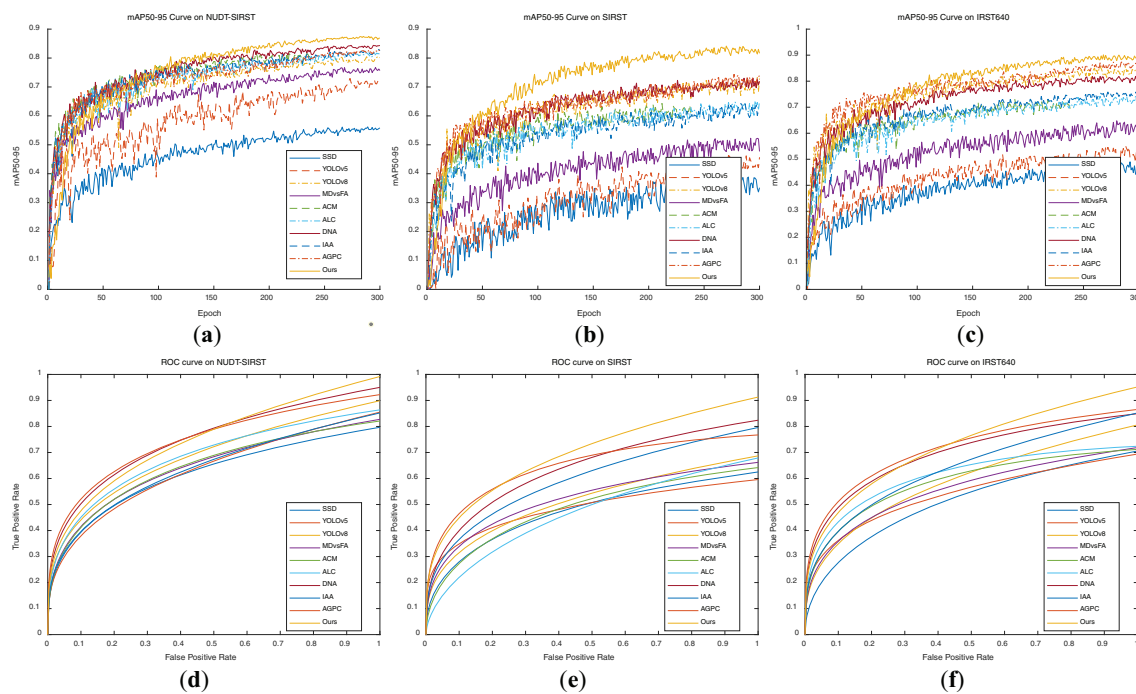 mAP50-95 Curve on NUDT-SIRST
mAP50-95
0.9
0.8
0.7
0.6
0.5
0.4
0.3
0.2
0.1
0
0 50 100 150 200 250 300
Epoch
SSD
YOLOv5
YOLOv8
MDvsFA
ACM
ALC
DNA
IAA
AGPC
Ours
(a)
mAP50-95 Curve on SIRST
mAP50-95
0.9
0.8
0.7
0.6
0.5
0.4
0.3
0.2
0.1
0
0 50 100 150 200 250 300
Epoch
SSD
YOLOv5
YOLOv8
MDvsFA
ACM
ALC
DNA
IAA
AGPC
Ours
(b)
mAP50-95 Curve on IRST640
mAP50-95
1
0.9
0.8
0.7
0.6
0.5
0.4
0.3
0.2
0.1
0
0 50 100 150 200 250 300
Epoch
SSD
YOLOv5
YOLOv8
MDvsFA
ACM
ALC
DNA
IAA
AGPC
Ours
(c)
ROC curve on NUDT-SIRST
True Positive Rate
1
0.9
0.8
0.7
0.6
0.5
0.4
0.3
0.2
0.1
0
0 0.1 0.2 0.3 0.4 0.5 0.6 0.7 0.8 0.9 1
False Positive Rate
SSD
YOLOv5
YOLOv8
MDvsFA
ACM
ALC
DNA
IAA
AGPC
Ours
(d)
ROC curve on SIRST
True Positive Rate
1
0.9
0.8
0.7
0.6
0.5
0.4
0.3
0.2
0.1
0
0 0.1 0.2 0.3 0.4 0.5 0.6 0.7 0.8 0.9 1
False Positive Rate
SSD
YOLOv5
YOLOv8
MDvsFA
ACM
ALC
DNA
IAA
AGPC
Ours
(e)
ROC curve on IRST640
True Positive Rate
1
0.9
0.8
0.7
0.6
0.5
0.4
0.3
0.2
0.1
0
0 0.1 0.2 0.3 0.4 0.5 0.6 0.7 0.8 0.9 1
False Positive Rate
SSD
YOLOv5
YOLOv8
MDvsFA
ACM
ALC
DNA
IAA
AGPC
Ours
(f)